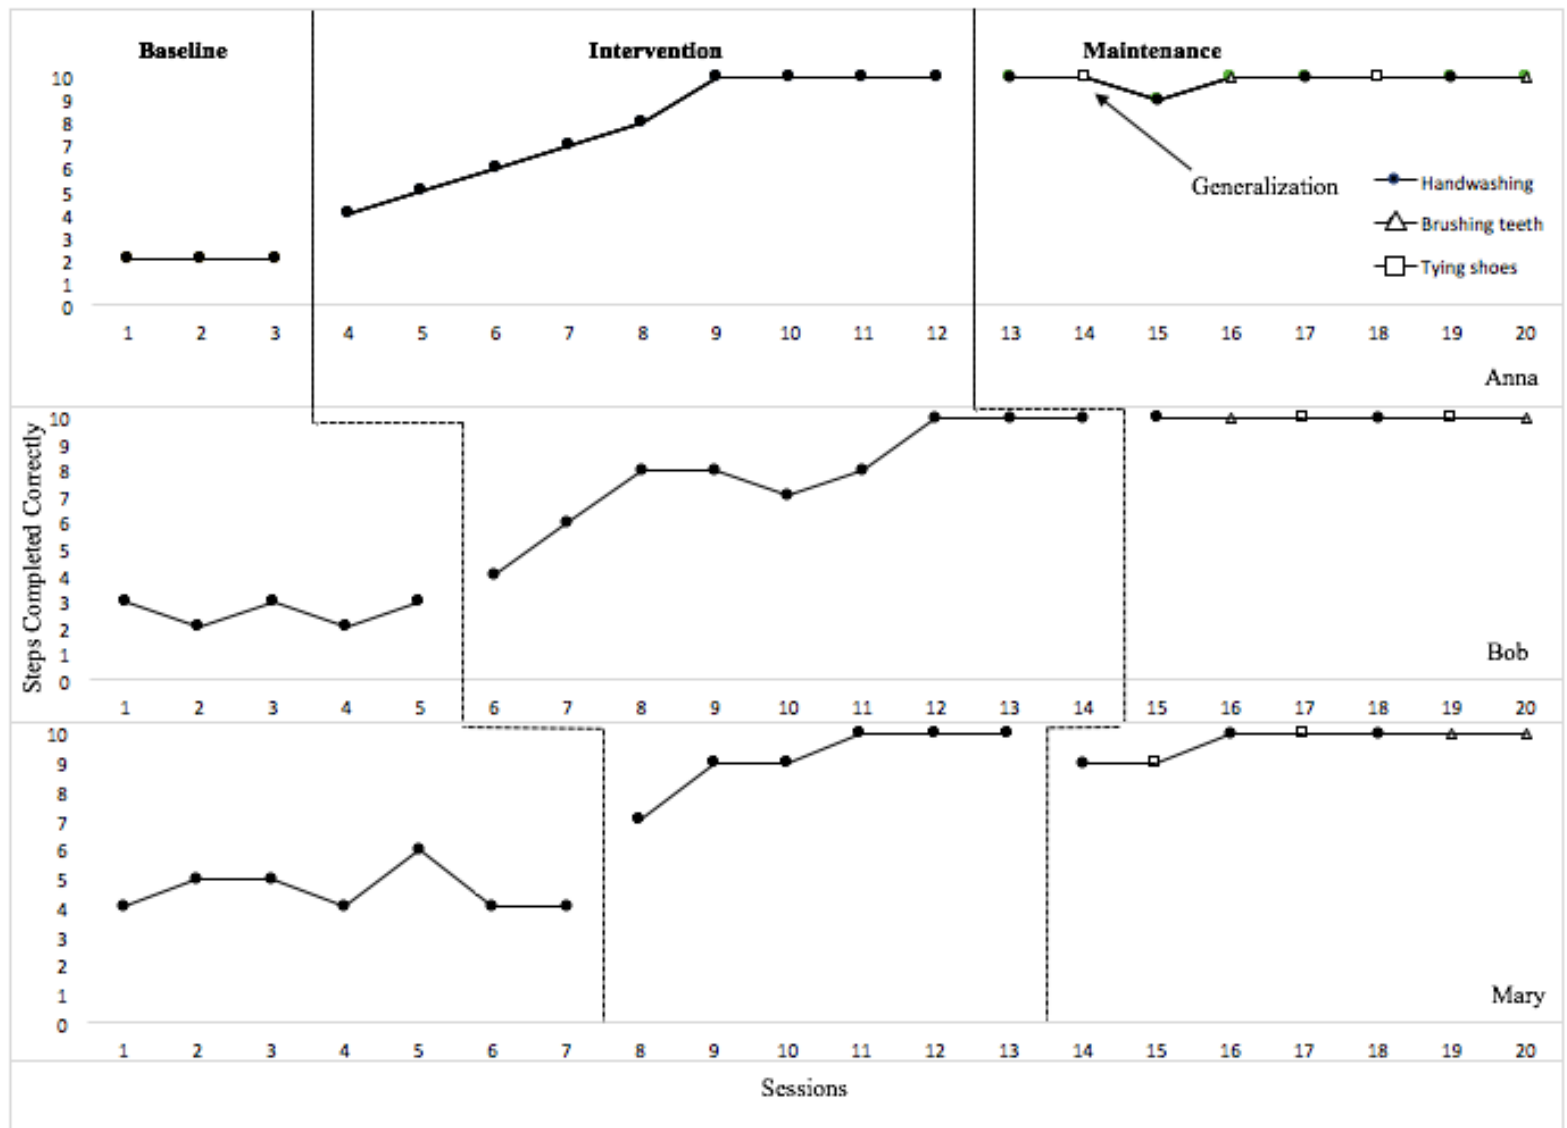 Baseline Intervention Maintenance
10
9
8
7
6
5
4
3
2
1
0
Generalization
Handwashing
Brushing teeth
Tying shoes
1 2 3 4 5 6 7 8 9 10 11 12 13 14 15 16 17 18 19 20
Anna
Steps Completed Correctly
10
9
8
7
6
5
4
3
2
1
0
Bob
1 2 3 4 5 6 7 8 9 10 11 12 13 14 15 16 17 18 19 20
10
9
8
7
6
5
4
3
2
1
0
Mary
1 2 3 4 5 6 7 8 9 10 11 12 13 14 15 16 17 18 19 20
Sessions